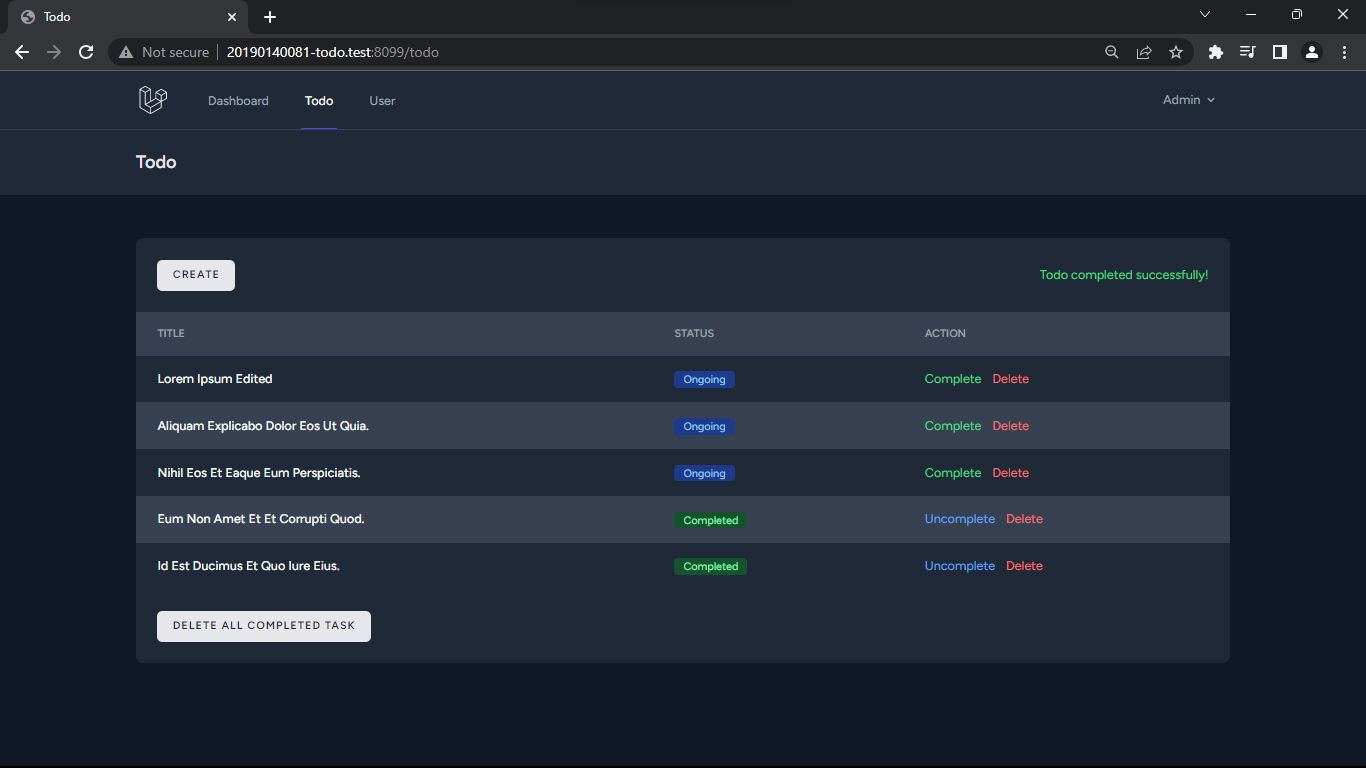 Todo
Not secure 20190140081-todo.test:8099/todo
Dashboard Todo User Admin
Todo
CREATE Todo completed successfully!
TITLE STATUS ACTION
Lorem Ipsum Edited Ongoing Complete Delete
Aliquam Explicabo Dolor Eos Ut Quia. Ongoing Complete Delete
Nihil Eos Et Eaque Eum Perspiciatis. Ongoing Complete Delete
Eum Non Amet Et Et Corrupti Quod. Completed Uncomplete Delete
Id Est Ducimus Et Quo Iure Eius. Completed Uncomplete Delete
DELETE ALL COMPLETED TASK